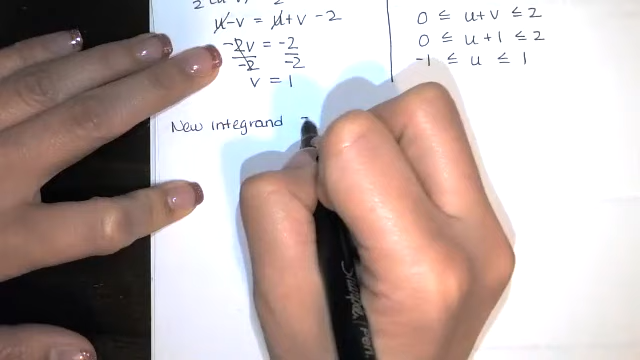 u-v = u+v-2
-2v = -2
-2 -2
v = 1
0 ≤ u+v ≤ 2
0 ≤ u+1 ≤ 2
-1 ≤ u ≤ 1
New integrand